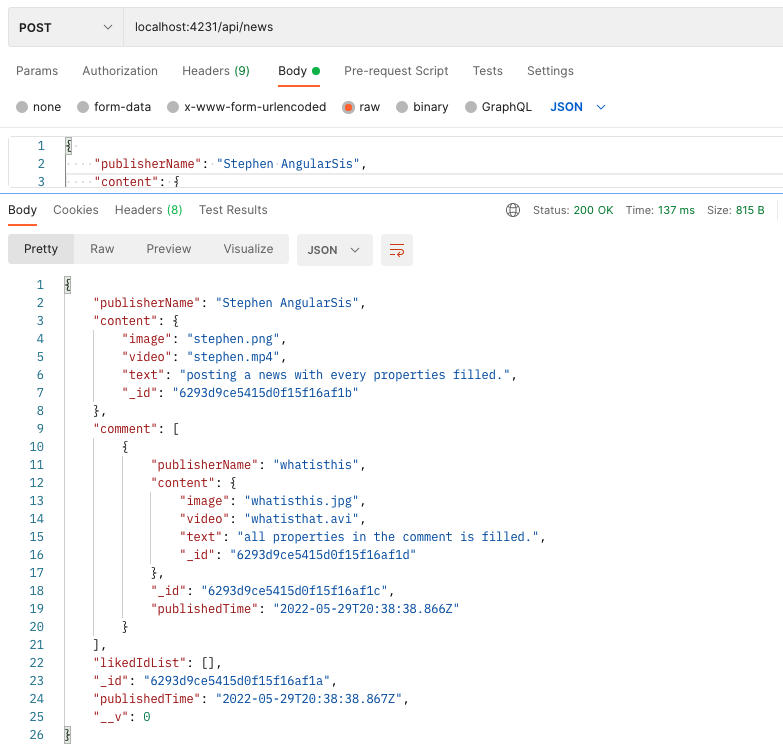 POST localhost:4231/api/news
Params Authorization Headers (9) Body Pre-request Script Tests Settings
none form-data x-www-form-urlencoded raw binary GraphQL JSON
1 {
2 "publisherName": "Stephen AngularSis",
3 "content": {
Body Cookies Headers (8) Test Results Status: 200 OK Time: 137 ms Size: 815 B
Pretty Raw Preview Visualize JSON
1 {
2 "publisherName": "Stephen AngularSis",
3 "content": {
4 "image": "stephen.png",
5 "video": "stephen.mp4",
6 "text": "posting a news with every properties filled.",
7 "_id": "6293d9ce5415d0f15f16af1b"
8 },
9 "comment": [
10 {
11 "publisherName": "whatisthis",
12 "content": {
13 "image": "whatisthis.jpg",
14 "video": "whatisthat.avi",
15 "text": "all properties in the comment is filled.",
16 "_id": "6293d9ce5415d0f15f16af1d"
17 },
18 "_id": "6293d9ce5415d0f15f16af1c",
19 "publishedTime": "2022-05-29T20:38:38.866Z"
20 }
21 ],
22 "likedIdList": [],
23 "_id": "6293d9ce5415d0f15f16af1a",
24 "publishedTime": "2022-05-29T20:38:38.867Z",
25 "__v": 0
26 }